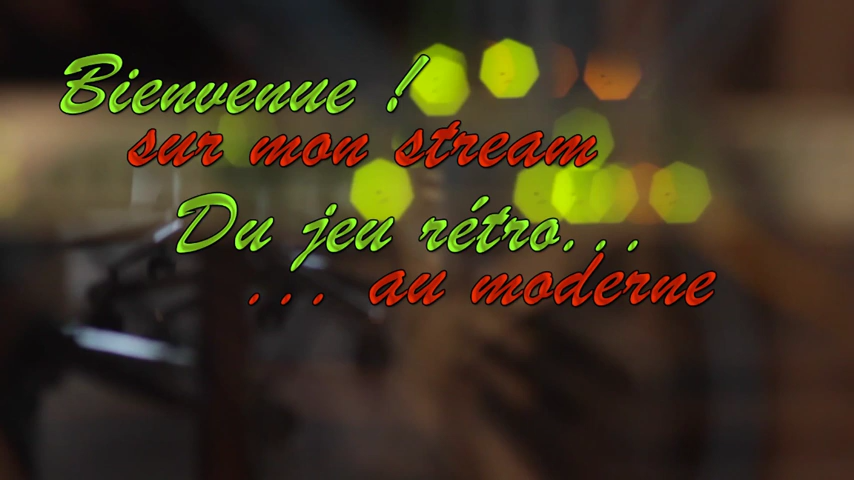 Bienvenue !
sur mon stream
Du jeu rétro...
... au moderne